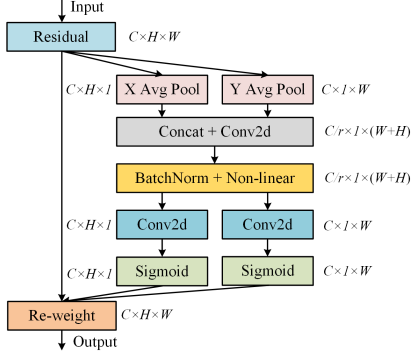 Input
Residual C×H×W
C×H×1 X Avg Pool Y Avg Pool C×1×W
Concat + Conv2d C/r×1×(W+H)
BatchNorm + Non-linear C/r×1×(W+H)
C×H×1 Conv2d Conv2d C×1×W
C×H×1 Sigmoid Sigmoid C×1×W
Re-weight C×H×W
Output